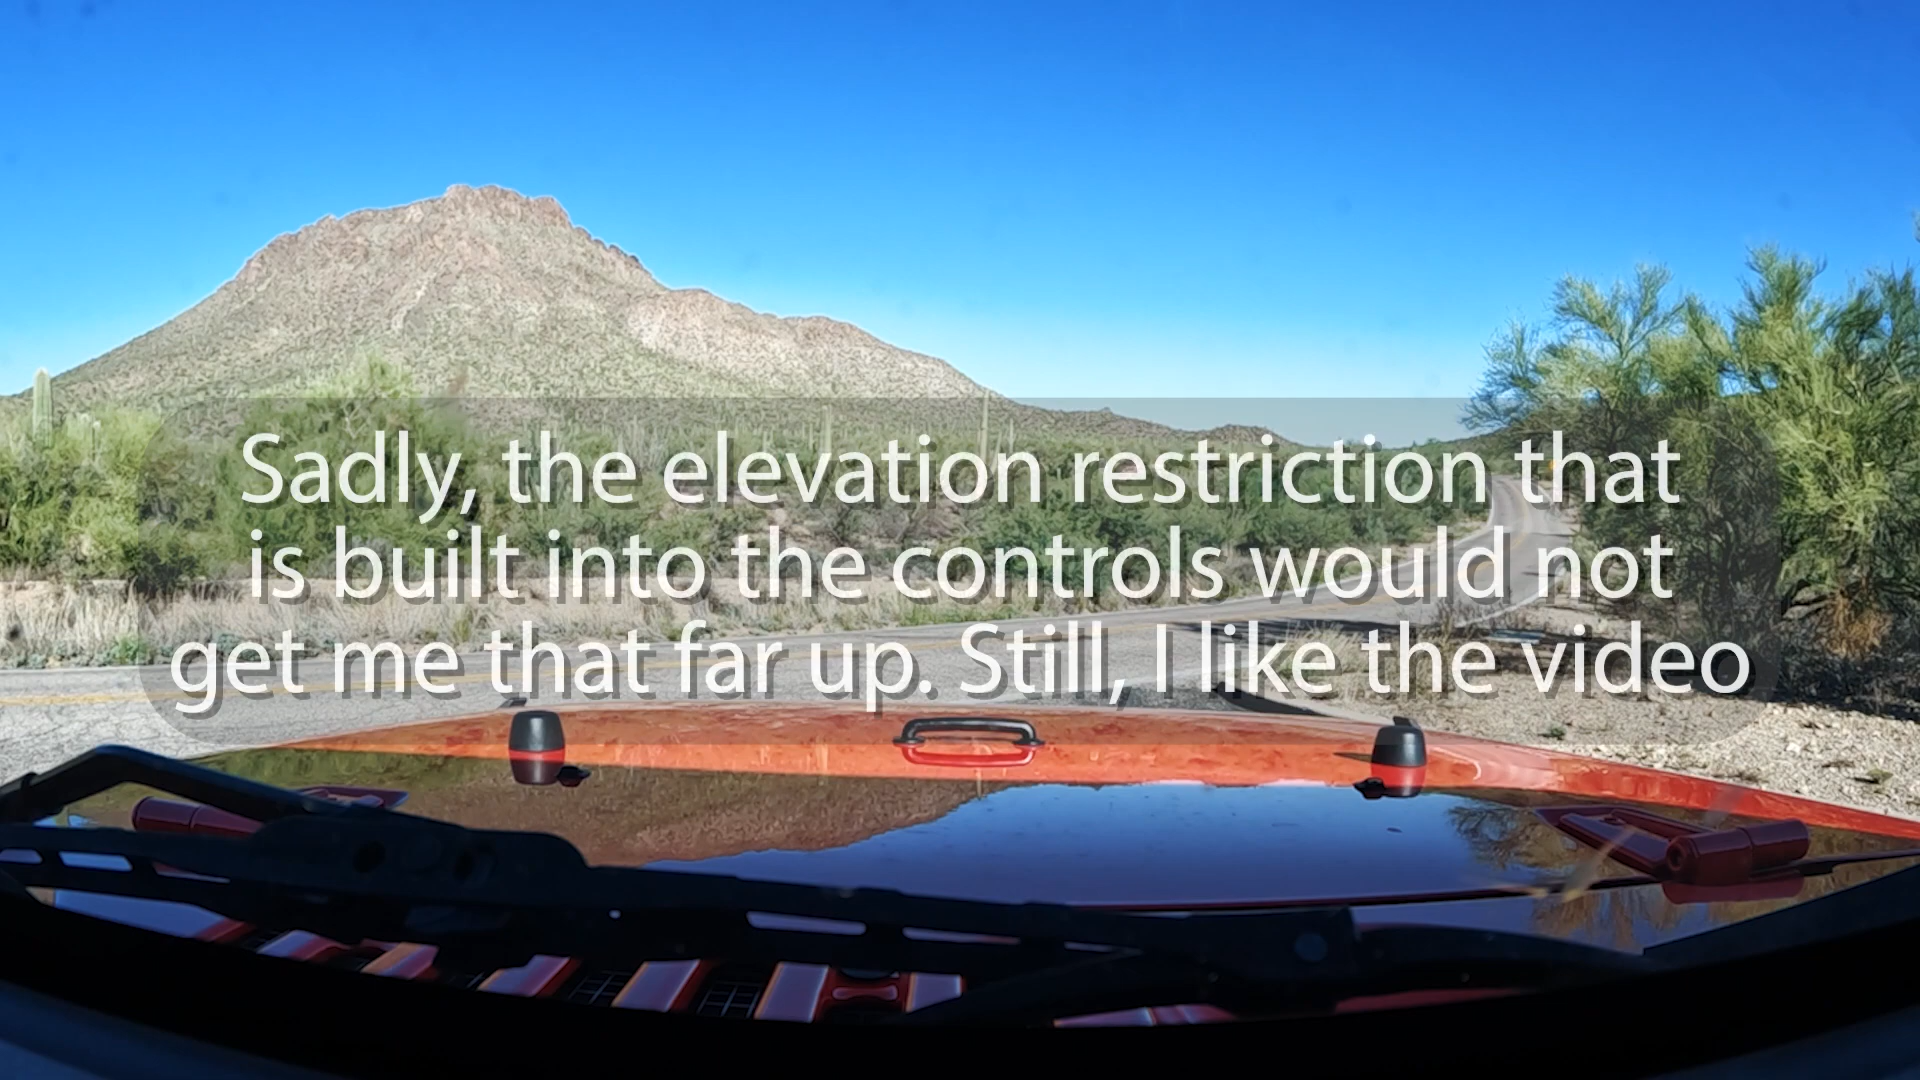 Sadly, the elevation restriction that
is built into the controls would not
get me that far up. Still, I like the video